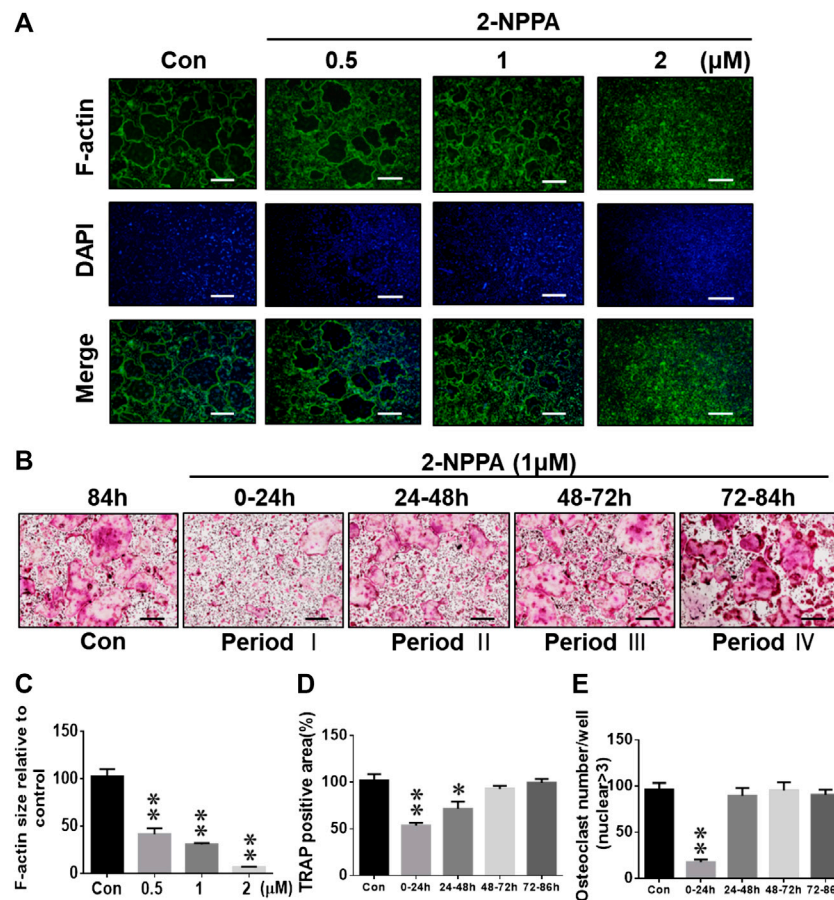 A
2-NPPA
Con 0.5 1 2 (μM)
F-actin
DAPI
Merge
B
2-NPPA (1μM)
84h 0-24h 24-48h 48-72h 72-84h
Con Period I Period II Period III Period IV
C
F-actin size relative to
control
150
100
50
0
** ** **
Con 0.5 1 2 (μM)
D
TRAP positive area(%)
150
100
50
0
** *
Con 0-24h 24-48h 48-72h 72-86h
E
Osteoclast number/well
(nuclear>3)
150
100
50
0
**
Con 0-24h 24-48h 48-72h 72-86h